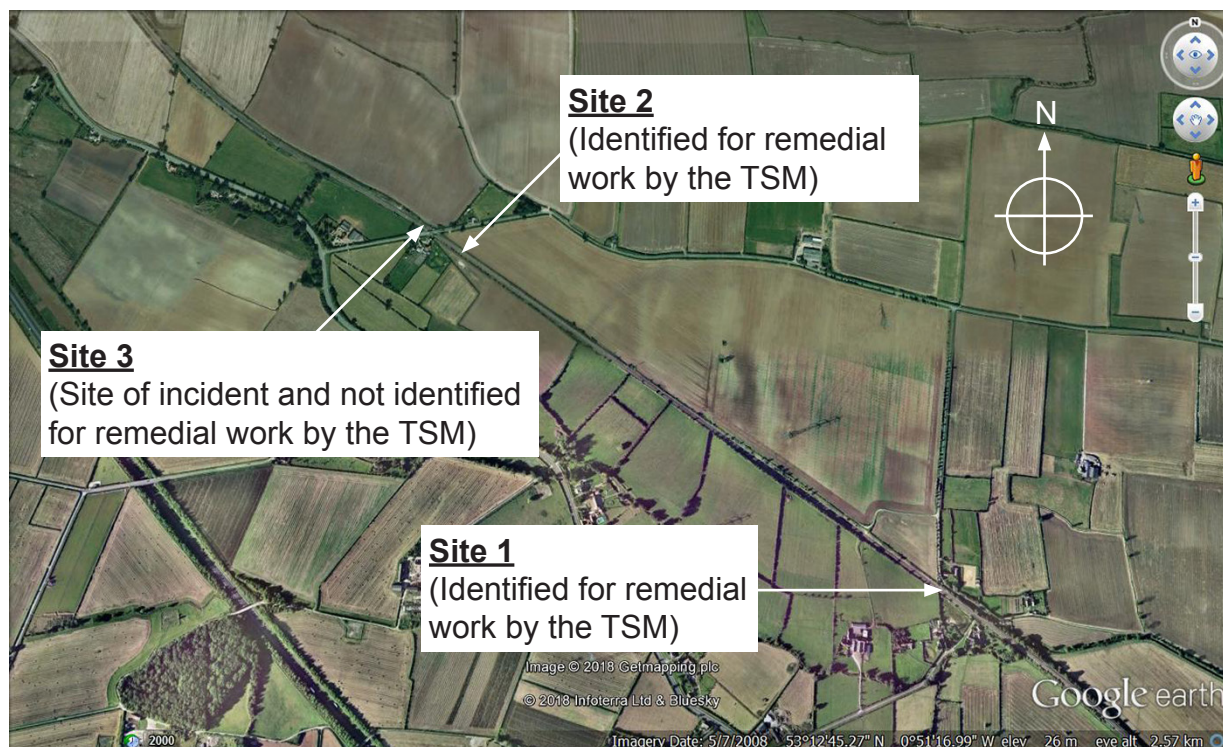 N
Site 2
(Identified for remedial
work by the TSM)
N
Site 3
(Site of incident and not identified
for remedial work by the TSM)
Site 1
(Identified for remedial
work by the TSM)
Image © 2018 Getmapping plc
© 2018 Infoterra Ltd & Bluesky
Google earth
2000
Imagery Date: 5/7/2008 53°12'45.27" N 0°51'16.99" W elev 26 m eye alt 2.57 km